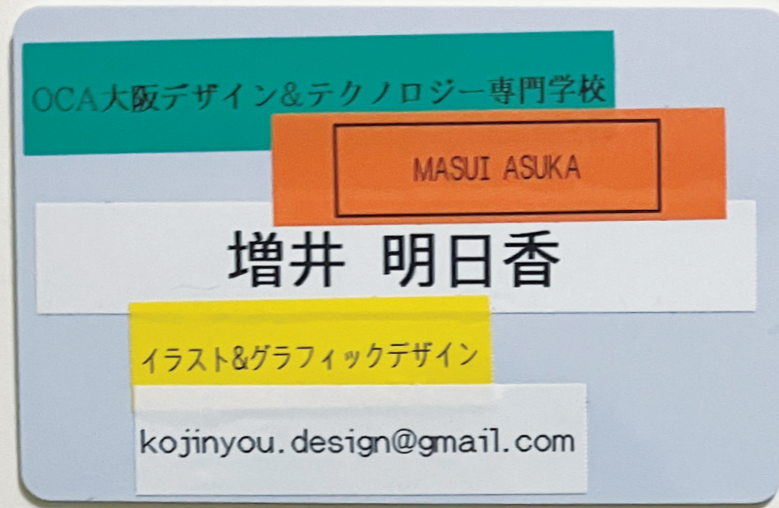 OCA大阪デザイン&テクノロジー専門学校
MASUI ASUKA
増井 明日香
イラスト&グラフィックデザイン
kojinyou.design@gmail.com